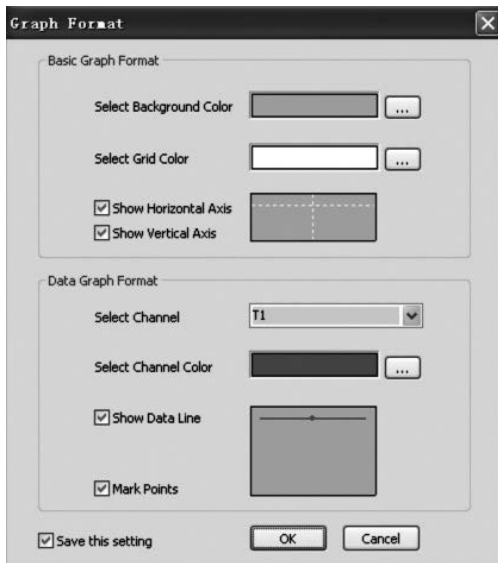 Graph Format
Basic Graph Format
Select Background Color
...
Select Grid Color
...
Show Horizontal Axis
Show Vertical Axis
Data Graph Format
Select Channel
T1
Select Channel Color
...
Show Data Line
Mark Points
Save this setting
OK
Cancel